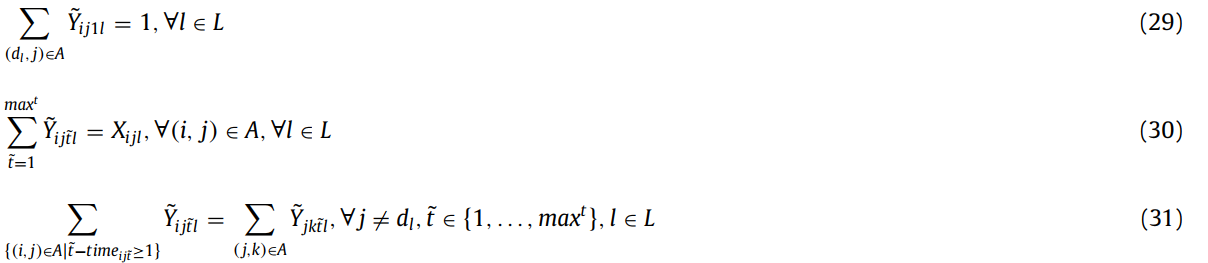 \sum_{(d_l,j)\in A} \tilde{Y}_{ij1l} = 1, \forall l \in L (29)
\sum_{\tilde{t}=1}^{max^t} \tilde{Y}_{ij\tilde{t}l} = X_{ijl}, \forall (i, j) \in A, \forall l \in L (30)
\sum_{\{(i,j)\in A|\tilde{t}-time_{ij\tilde{t}}\geq 1\}} \tilde{Y}_{ij\tilde{t}l} = \sum_{(j,k)\in A} \tilde{Y}_{jk\tilde{t}l}, \forall j \neq d_l, \tilde{t} \in \{1, \ldots, max^t\}, l \in L (31)